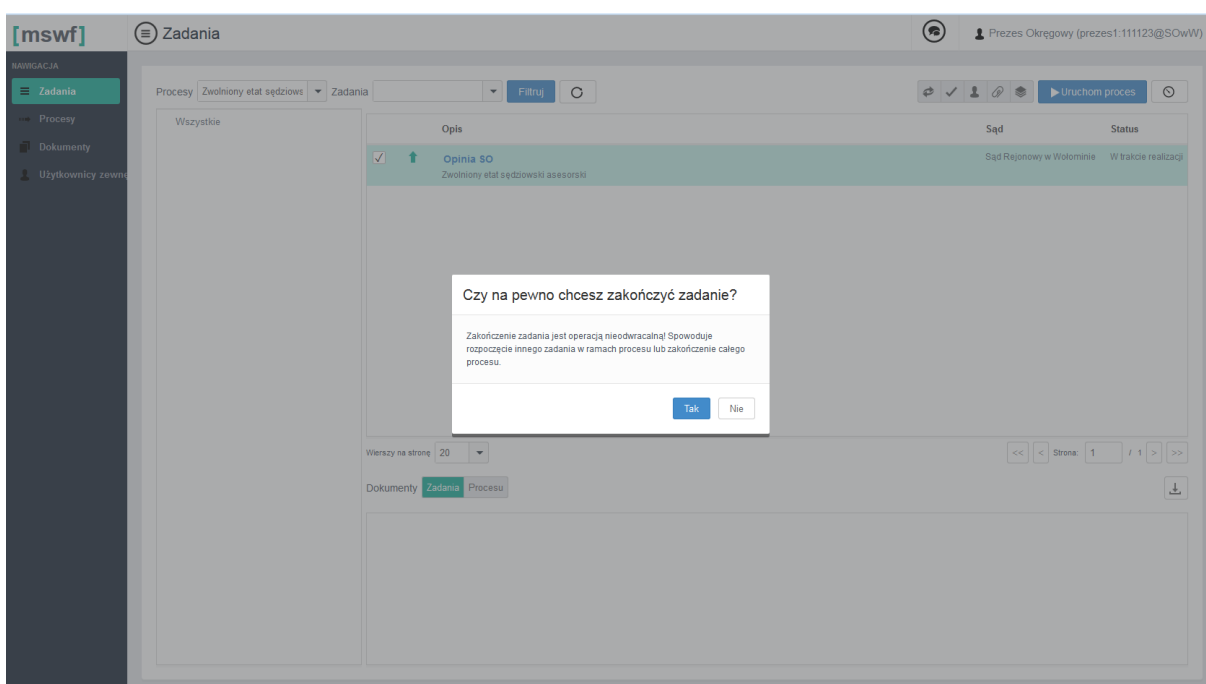 [mswf]
Zadania
Prezes Okręgowy (prezes1:111123@SOwW)
NAWIGACJA
Zadania
Procesy
Dokumenty
Użytkownicy zewnę
Procesy Zwolniony etat sędziows Zadania Filtruj Uruchom proces
Wszystkie
Opis Sąd Status
Opinia SO Sąd Rejonowy w Wołominie W trakcie realizacji
Zwolniony etat sędziowski asesorski
Czy na pewno chcesz zakończyć zadanie?
Zakończenie zadania jest operacją nieodwracalną! Spowoduje
rozpoczęcie innego zadania w ramach procesu lub zakończenie całego
procesu.
Tak Nie
Wierszy na stronę 20 << < Strona: 1 / 1 > >>
Dokumenty Zadania Procesu